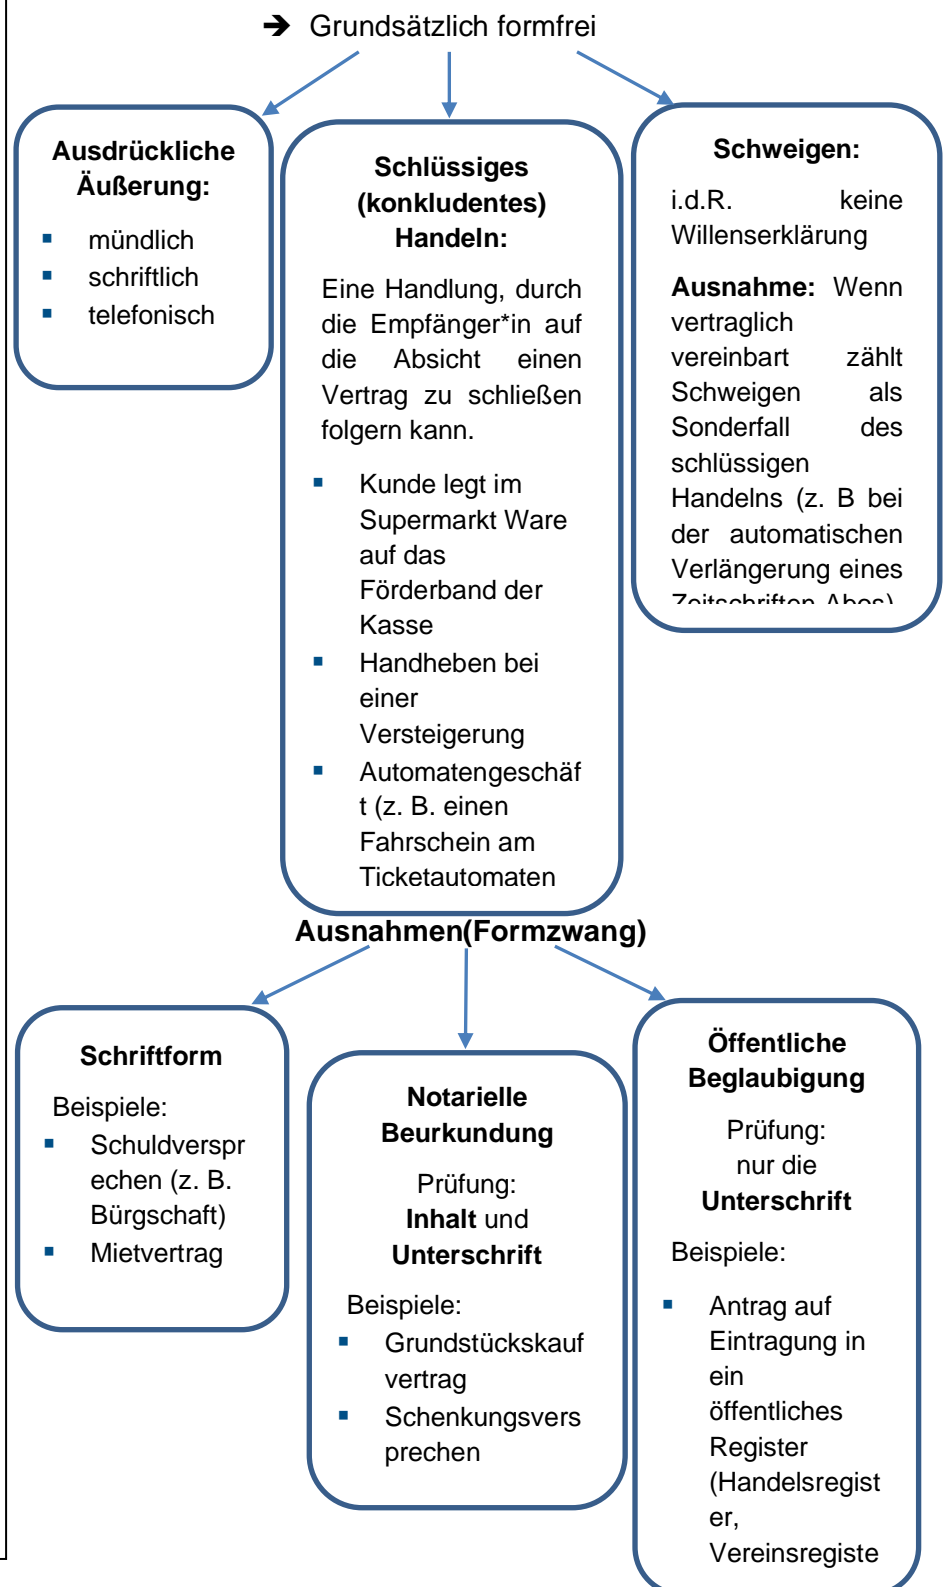 ➔ Grundsätzlich formfrei
Ausdrückliche
Äußerung:
▪ mündlich
▪ schriftlich
▪ telefonisch
Schlüssiges
(konkludentes)
Handeln:
Eine Handlung, durch
die Empfänger*in auf
die Absicht einen
Vertrag zu schließen
folgern kann.
▪ Kunde legt im
Supermarkt Ware
auf das
Förderband der
Kasse
▪ Handheben bei
einer
Versteigerung
▪ Automatengeschäf
t (z. B. einen
Fahrschein am
Ticketautomaten
Schweigen:
i.d.R. keine
Willenserklärung
Ausnahme: Wenn
vertraglich
vereinbart zählt
Schweigen als
Sonderfall des
schlüssigen
Handelns (z. B bei
der automatischen
Verlängerung eines
Zeitschriften-Abos)
Ausnahmen(Formzwang)
Schriftform
Beispiele:
▪ Schuldverspr
echen (z. B.
Bürgschaft)
▪ Mietvertrag
Notarielle
Beurkundung
Prüfung:
Inhalt und
Unterschrift
Beispiele:
▪ Grundstückskauf
vertrag
▪ Schenkungsvers
prechen
Öffentliche
Beglaubigung
Prüfung:
nur die
Unterschrift
Beispiele:
▪ Antrag auf
Eintragung in
ein
öffentliches
Register
(Handelsregist
er,
Vereinsregiste